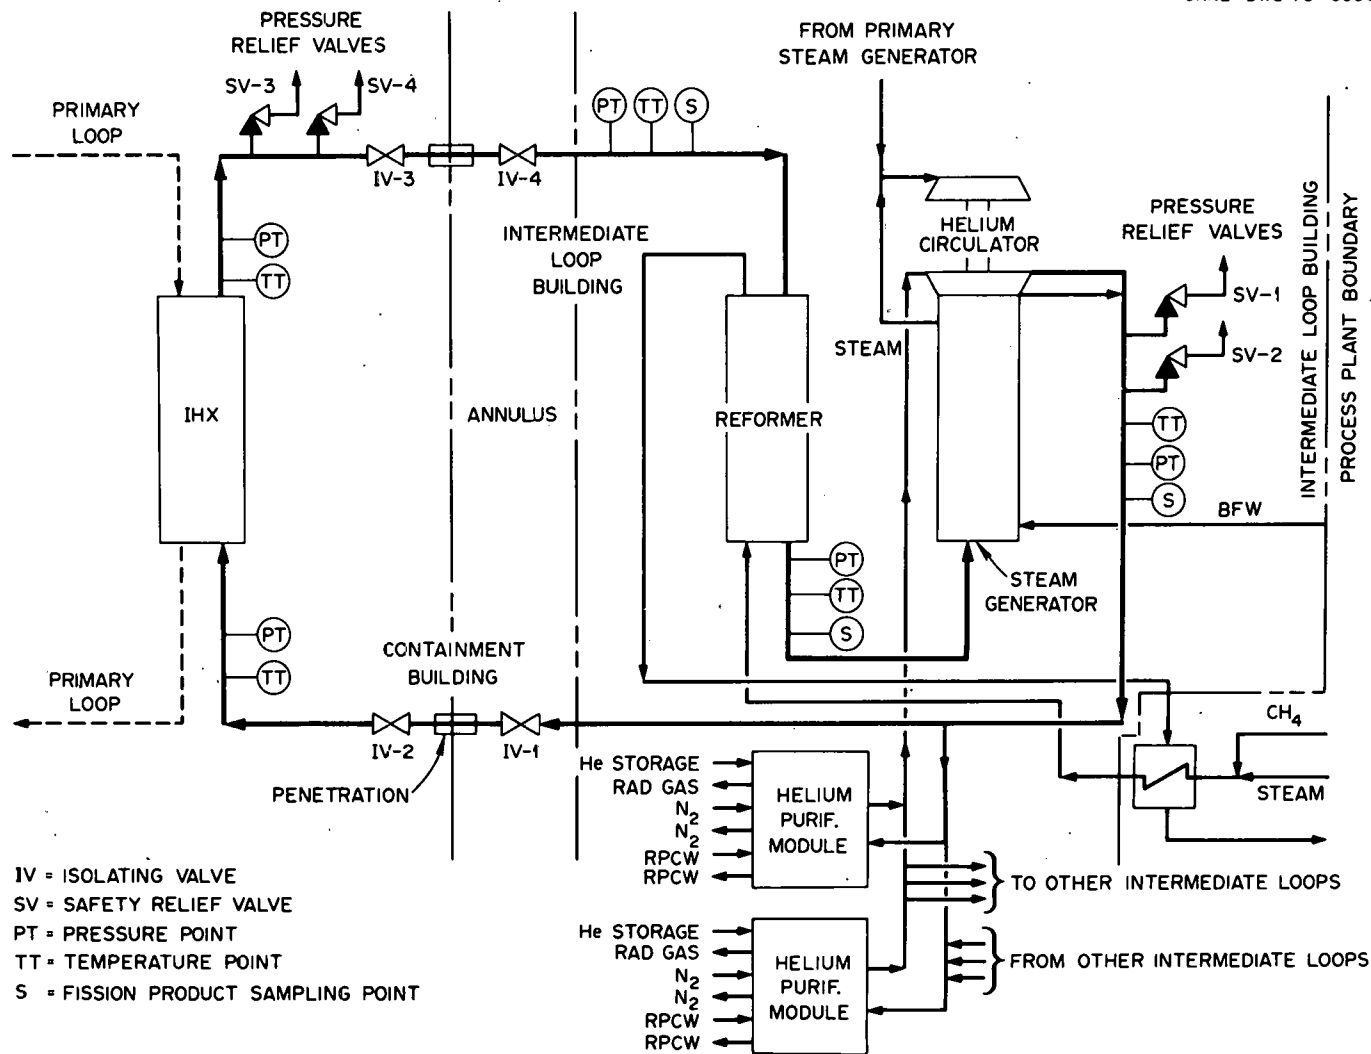 PRESSURE
RELIEF VALVES
SV-3
SV-4
PRIMARY
LOOP
IV-3
IV-4
PT
TT
S
FROM PRIMARY
STEAM GENERATOR
HELIUM
CIRCULATOR
PRESSURE
RELIEF VALVES
SV-1
SV-2
INTERMEDIATE LOOP BUILDING
PROCESS PLANT BOUNDARY
PT
TT
INTERMEDIATE
LOOP
BUILDING
STEAM
IHX
ANNULUS
REFORMER
TT
PT
S
BFW
STEAM
GENERATOR
PT
TT
S
PT
TT
CONTAINMENT
BUILDING
PRIMARY
LOOP
IV-2
IV-1
PENETRATION
CH4
STEAM
He STORAGE
RAD GAS
N2
N2
RPCW
RPCW
HELIUM
PURIF.
MODULE
TO OTHER INTERMEDIATE LOOPS
He STORAGE
RAD GAS
N2
N2
RPCW
RPCW
HELIUM
PURIF.
MODULE
FROM OTHER INTERMEDIATE LOOPS
IV = ISOLATING VALVE
SV = SAFETY RELIEF VALVE
PT = PRESSURE POINT
TT = TEMPERATURE POINT
S = FISSION PRODUCT SAMPLING POINT